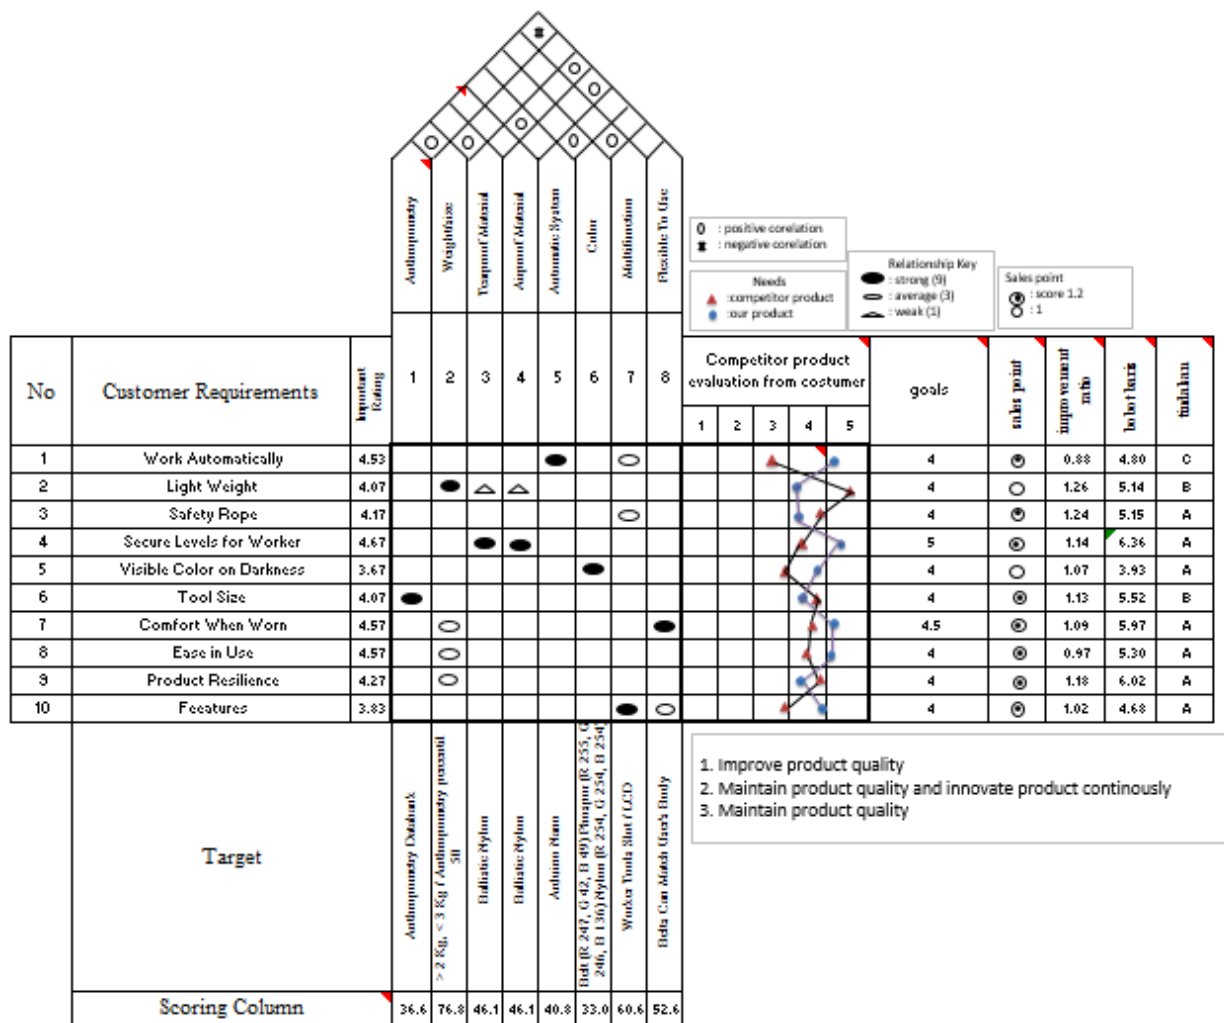 Anthropometry
Weight/size
Tearproof Material
Automatic System
Color
Multifunction
Flexible To Use
0 : positive corelation
⌘ : negative corelation
Needs
:competitor product
:our product
Relationship Key
: strong (9)
: average (3)
: weak (1)
Sales point
: score 1.2
: 1
No
Customer Requirements
Important Rating
1 2 3 4 5 6 7 8
Competitor product
evaluation from costumer
1 2 3 4 5
goals
sales point
improvement ratio
bobot baris
tindakan
1 Work Automatically 4.53 4 0.88 4.80 C
2 Light Weight 4.07 4 1.26 5.14 B
3 Safety Rope 4.17 4 1.24 5.15 A
4 Secure Levels for Worker 4.67 5 1.14 6.36 A
5 Visible Color on Darkness 3.67 4 1.07 3.93 A
6 Tool Size 4.07 4 1.13 5.52 B
7 Comfort When Worn 4.57 4.5 1.09 5.97 A
8 Ease in Use 4.57 4 0.97 5.30 A
9 Product Resilience 4.27 4 1.18 6.02 A
10 Feeatures 3.83 4 1.02 4.68 A
Target
Anthropometry Databank
> 2 Kg, < 3 Kg / Anthropometry percentil
50
Ballistic Nylon
Ballistic Nylon
Arduino Nano
Worker Tools Slot / LCD
Belts Can Match User's Body
1. Improve product quality
2. Maintain product quality and innovate product continously
3. Maintain product quality
Scoring Column
36.6 76.8 46.1 46.1 40.8 33.0 60.6 52.6